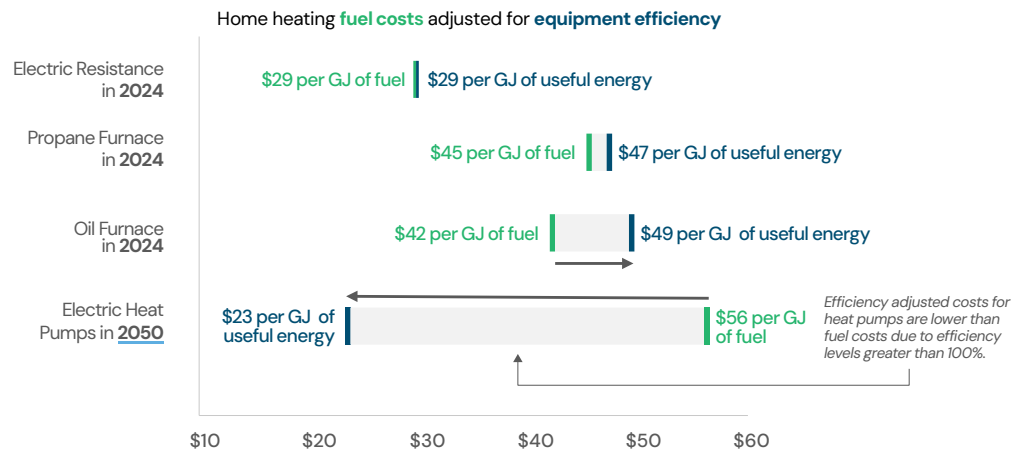 Home heating fuel costs adjusted for equipment efficiency
Electric Resistance
in 2024
$29 per GJ of fuel
$29 per GJ of useful energy
Propane Furnace
in 2024
$45 per GJ of fuel
$47 per GJ of useful energy
Oil Furnace
in 2024
$42 per GJ of fuel
$49 per GJ of useful energy
Electric Heat
Pumps in 2050
$23 per GJ of
useful energy
$56 per GJ
of fuel
Efficiency adjusted costs for
heat pumps are lower than
fuel costs due to efficiency
levels greater than 100%.
$10 $20 $30 $40 $50 $60